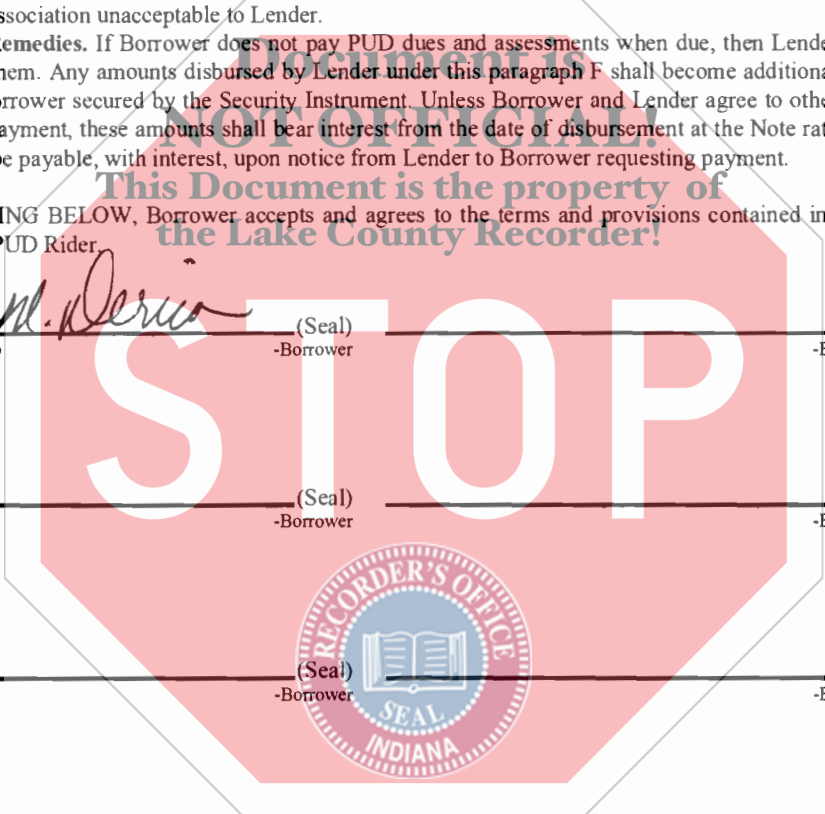 ssociation unacceptable to Lender.
Remedies. If Borrower does not pay PUD dues and assessments when due, then Lende
hem. Any amounts disbursed by Lender under this paragraph F shall become additiona
orrower secured by the Security Instrument. Unless Borrower and Lender agree to othe
ayment, these amounts shall bear interest from the date of disbursement at the Note rat
be payable, with interest, upon notice from Lender to Borrower requesting payment.
Document is
NOT OFFICIAL!
This Document is the property of
the Lake County Recorder!
ING BELOW, Borrower accepts and agrees to the terms and provisions contained in
PUD Rider.
M.
(Seal)
-Borrower -B
STOP
(Seal)
-Borrower -B
(Seal)
-Borrower -B
RECORDER'S OFFICE
SEAL
INDIANA